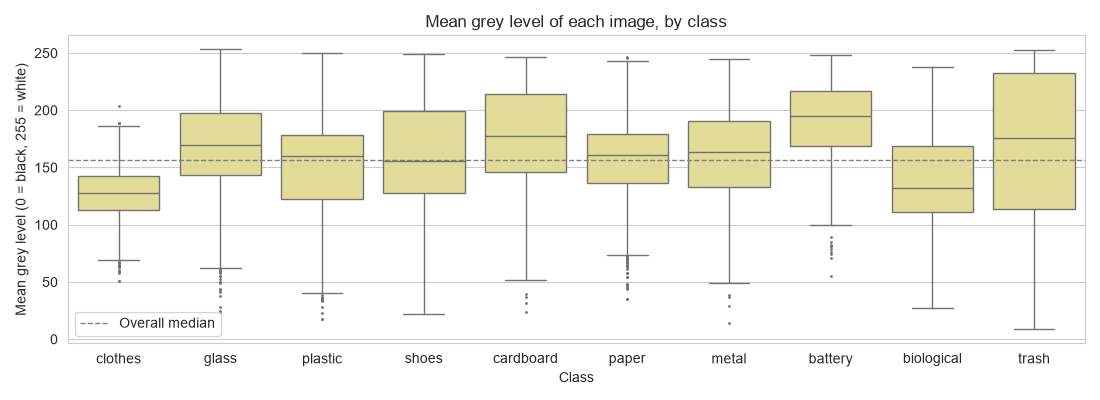 Mean grey level of each image, by class
Mean grey level (0 = black, 255 = white)
250
200
150
100
50
0
Overall median
clothes glass plastic shoes cardboard paper metal battery biological trash
Class